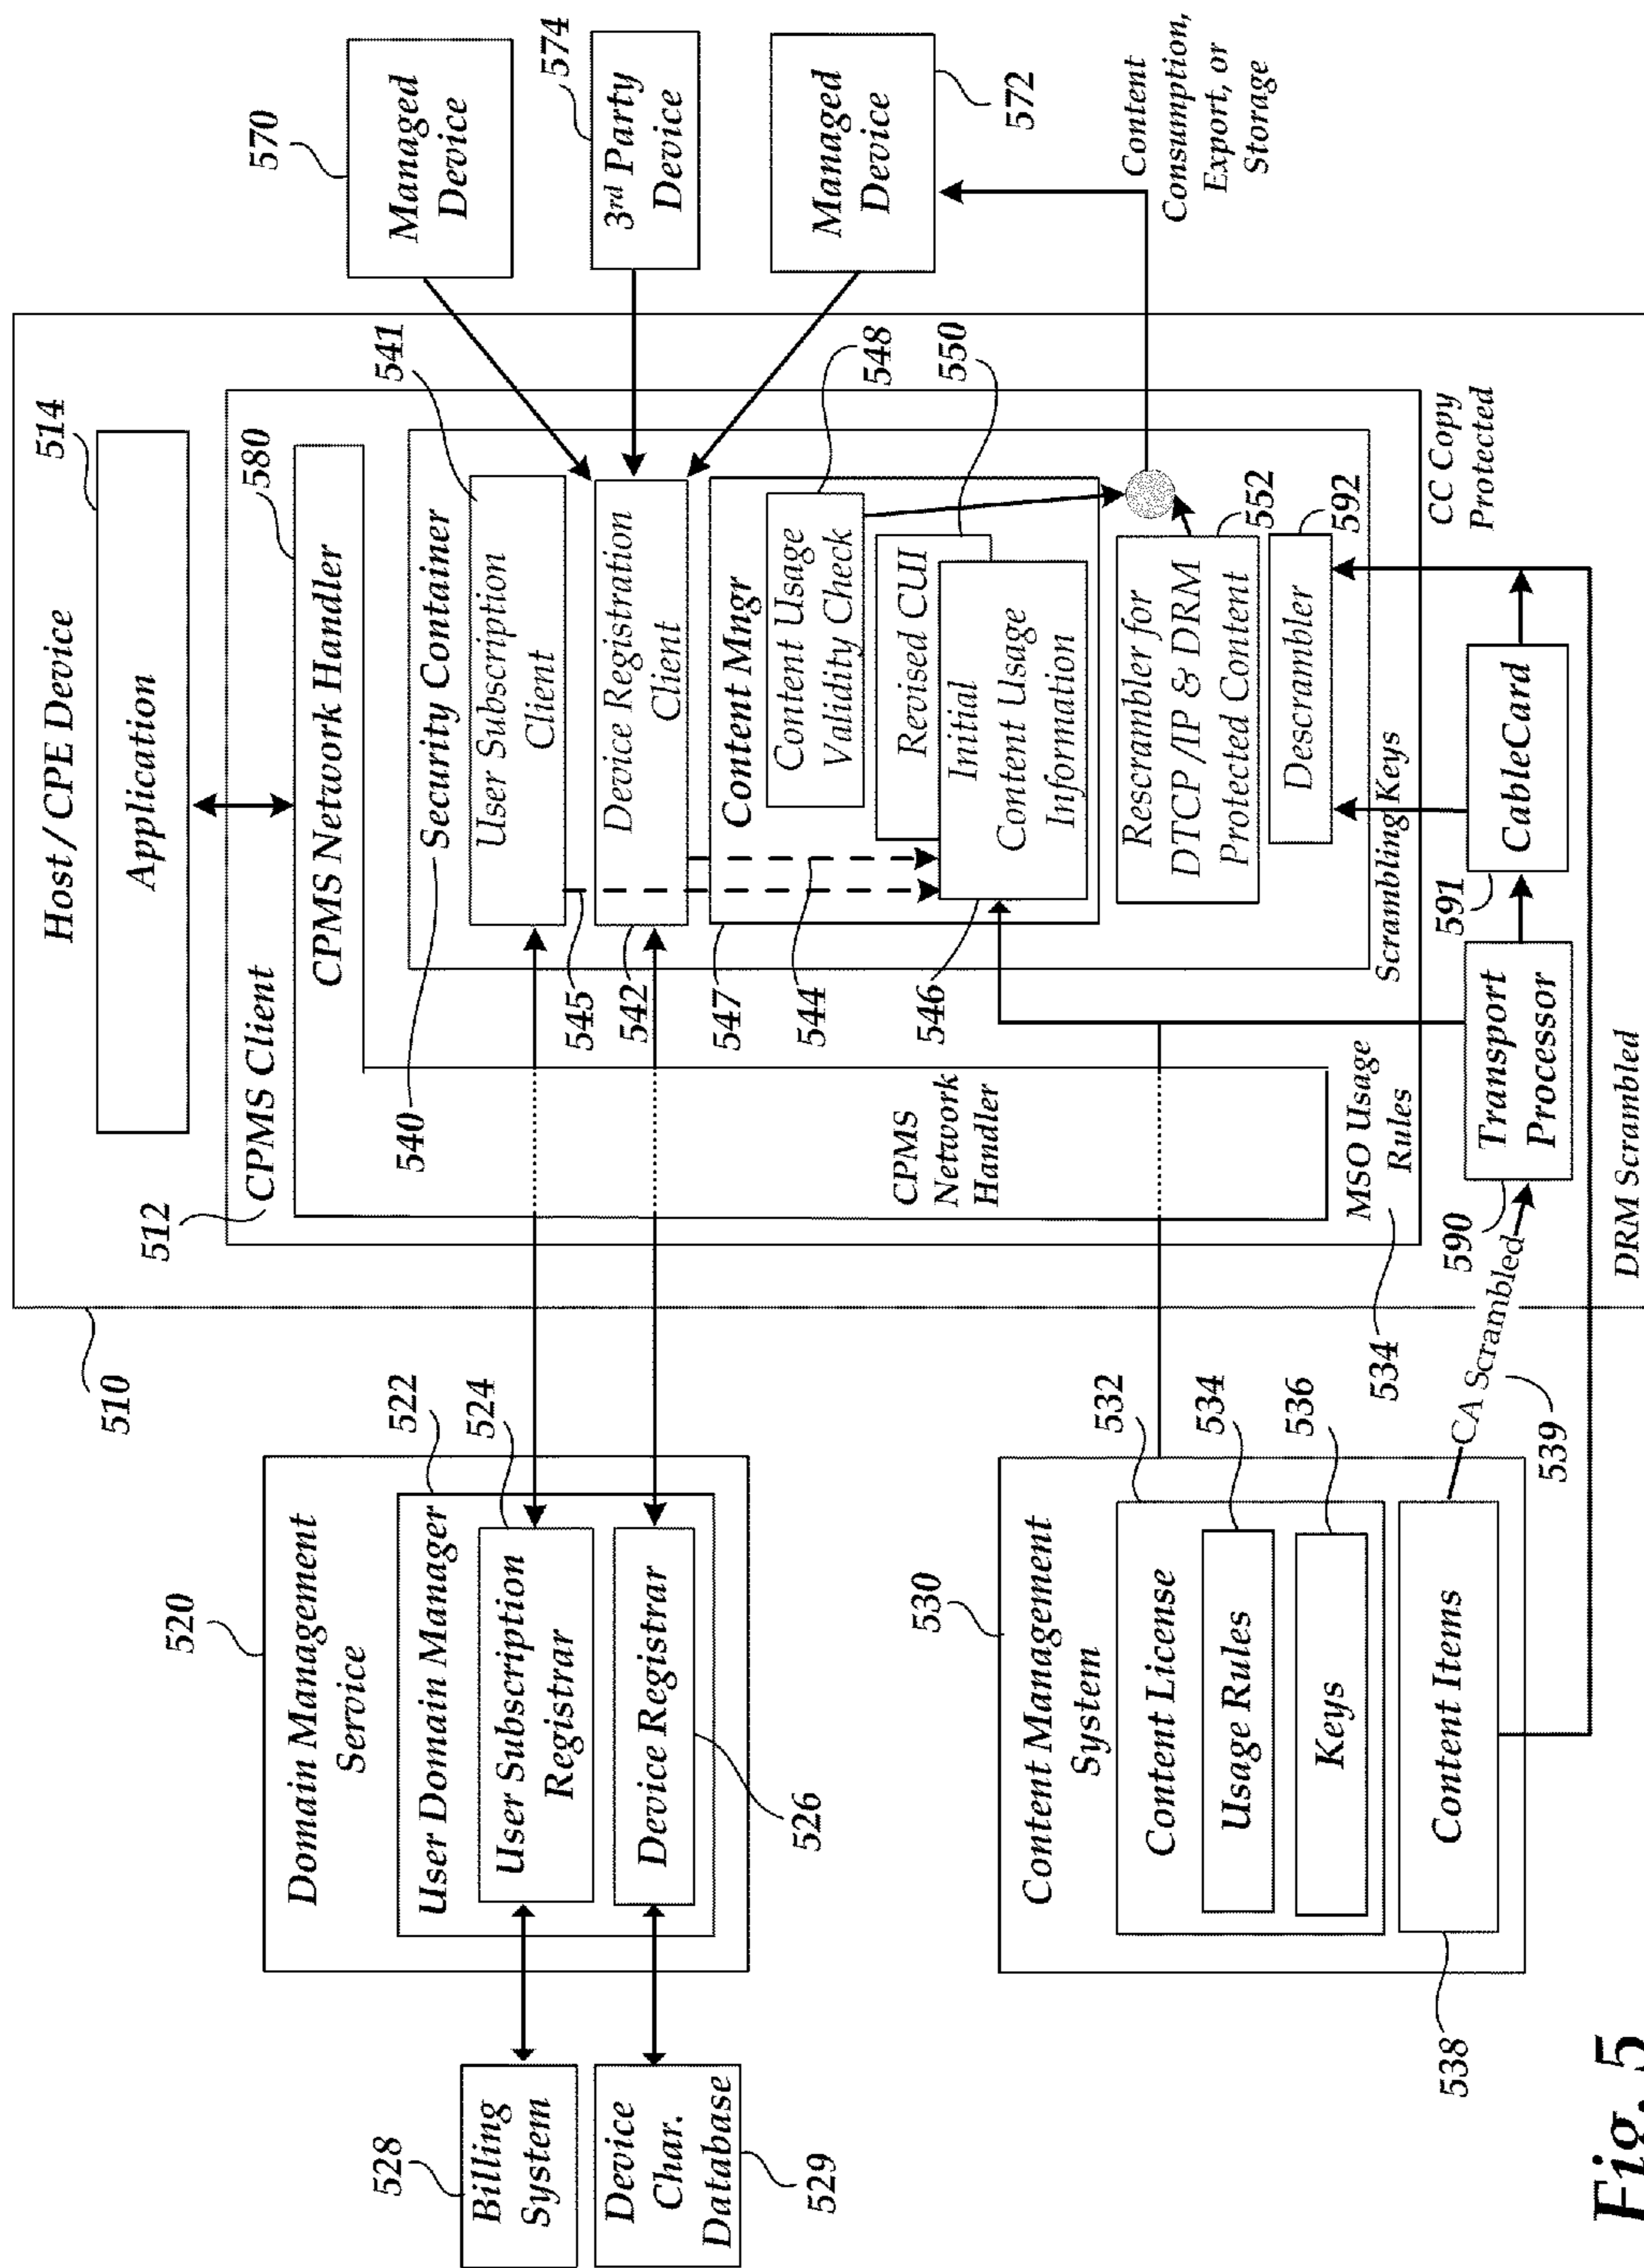 Host / CPE Device
514
Application
510
512
CPMS Client
580
CPMS Network Handler
CPMS
Network
Handler
540
Security Container
541
User Subscription
Client
545
542
Device Registration
Client
547
544
546
Content Mngr
Content Usage
Validity Check
548
Revised CUI
550
Initial
Content Usage
Information
Rescrambler for
DTCP /IP & DRM
Protected Content
552
Descrambler
592
570
Managed
Device
574
3rd Party
Device
Managed
Device
572
Content
Consumption,
Export, or
Storage
520
Domain Management
Service
User Domain Manager
522
User Subscription
Registrar
524
Device Registrar
526
528
Billing
System
Device
Char.
Database
529
530
Content Management
System
Content License
532
Usage Rules
534
Keys
536
Content Items
538
CA Scrambled
539
MSO Usage
Rules
534
590
Transport
Processor
591
CableCard
Scrambling Keys
CC Copy
Protected
DRM Scrambled
Fig. 5